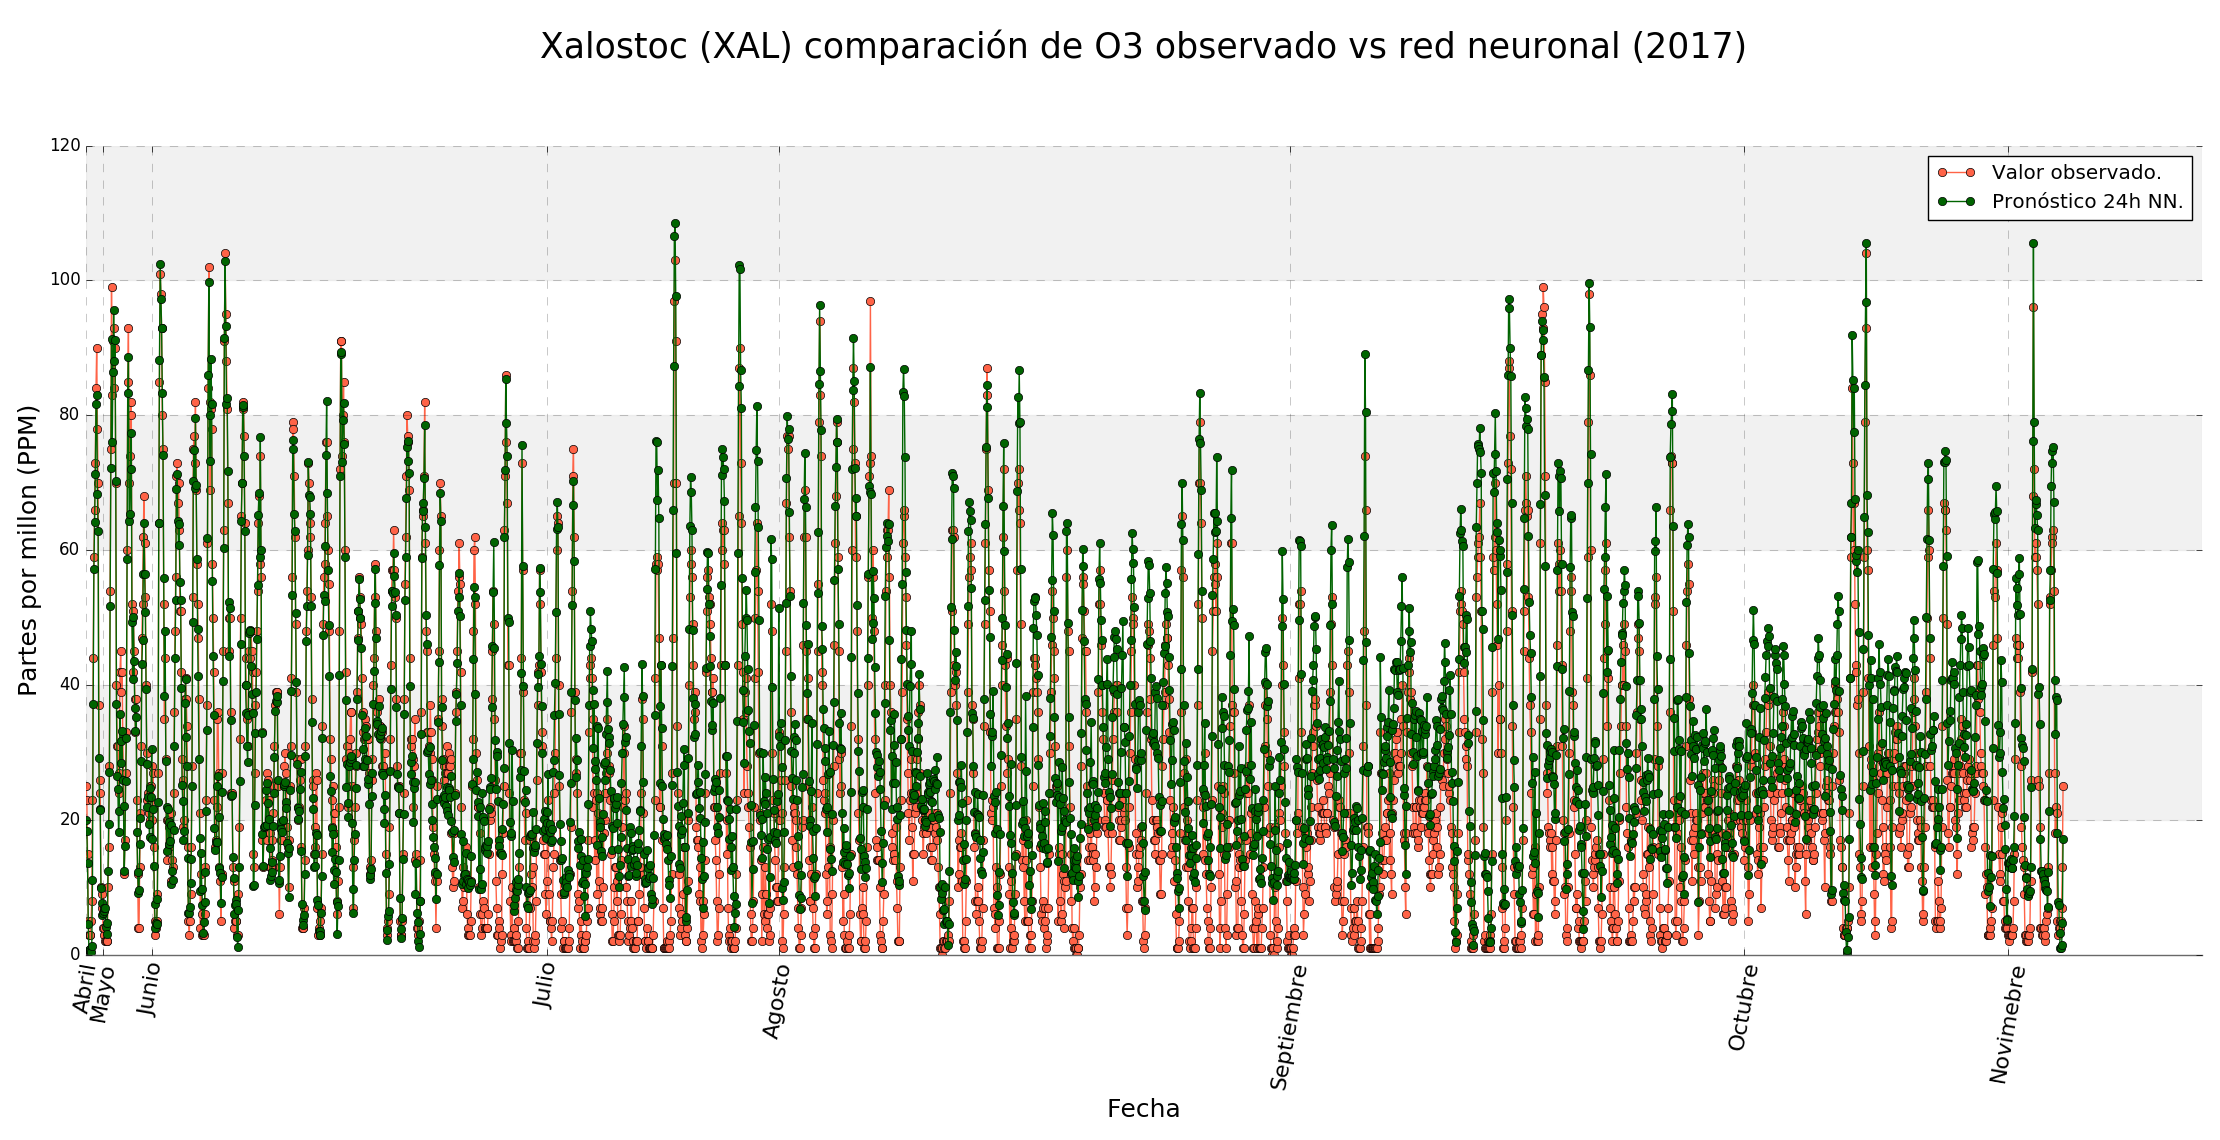 Xalostoc (XAL) comparación de O3 observado vs red neuronal (2017)
120
100
80
60
40
20
0
Partes por millon (PPM)
Valor observado.
Pronóstico 24h NN.
Abril
Mayo
Junio
Julio
Agosto
Septiembre
Octubre
Novimebre
Fecha